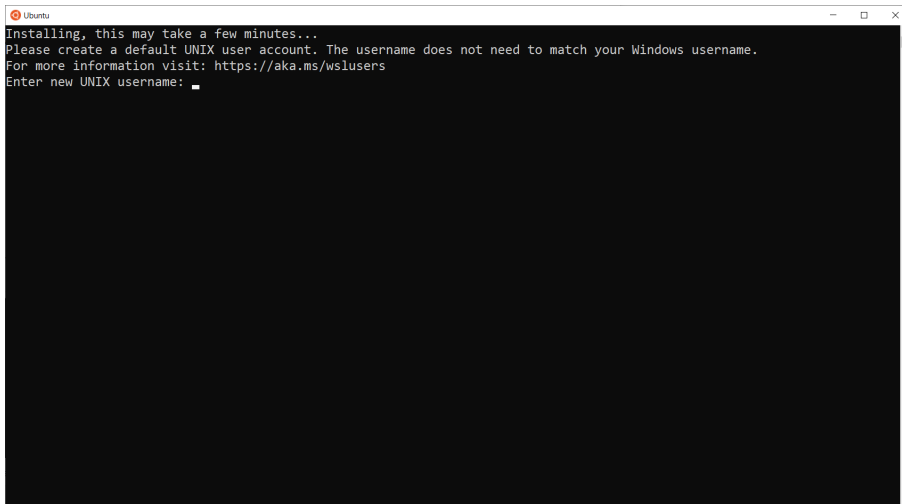 Ubuntu
Installing, this may take a few minutes...
Please create a default UNIX user account. The username does not need to match your Windows username.
For more information visit: https://aka.ms/wslusers
Enter new UNIX username: